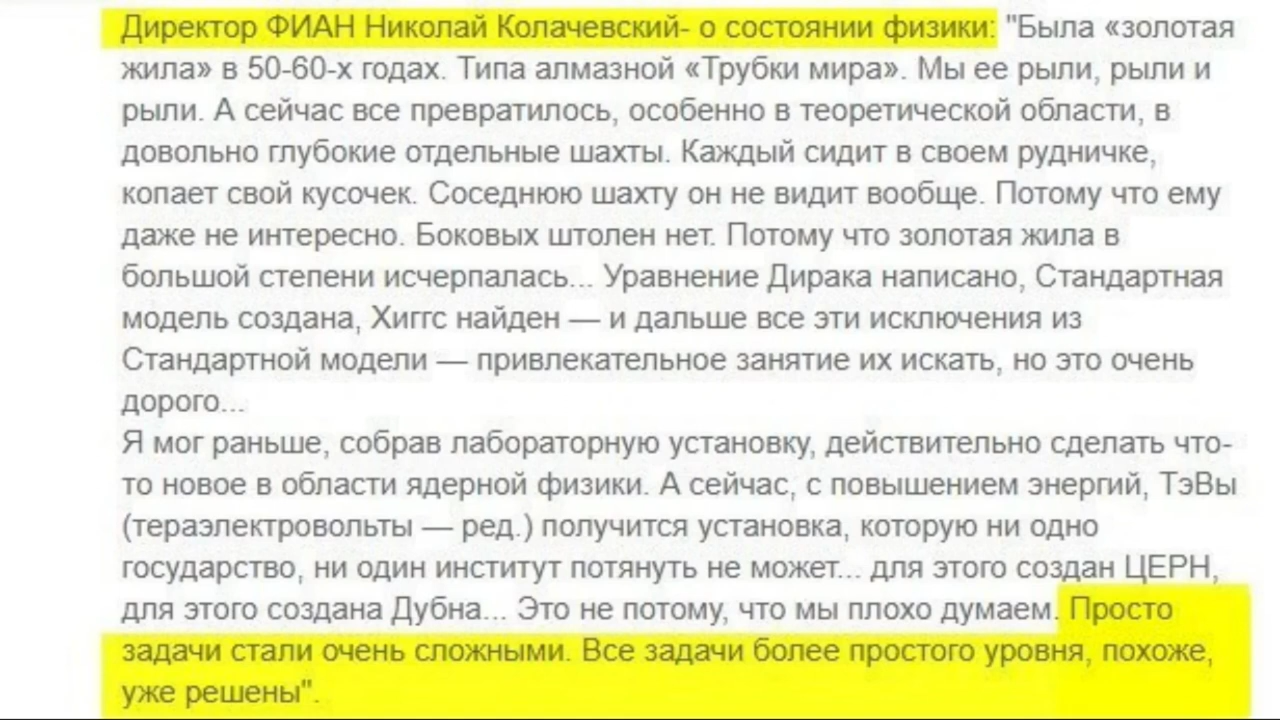 Директор ФИАН Николай Колачевский- о состоянии физики: "Была «золотая
жила» в 50-60-х годах. Типа алмазной «Трубки мира». Мы ее рыли, рыли и
рыли. А сейчас все превратилось, особенно в теоретической области, в
довольно глубокие отдельные шахты. Каждый сидит в своем рудничке,
копает свой кусочек. Соседнюю шахту он не видит вообще. Потому что ему
даже не интересно. Боковых штолен нет. Потому что золотая жила в
большой степени исчерпалась... Уравнение Дирака написано, Стандартная
модель создана, Хиггс найден — и дальше все эти исключения из
Стандартной модели — привлекательное занятие их искать, но это очень
дорого...
Я мог раньше, собрав лабораторную установку, действительно сделать что-
то новое в области ядерной физики. А сейчас, с повышением энергий, ТэВы
(тераэлектровольты — ред.) получится установка, которую ни одно
государство, ни один институт потянуть не может... для этого создан ЦЕРН,
для этого создана Дубна... Это не потому, что мы плохо думаем. Просто
задачи стали очень сложными. Все задачи более простого уровня, похоже,
уже решены".